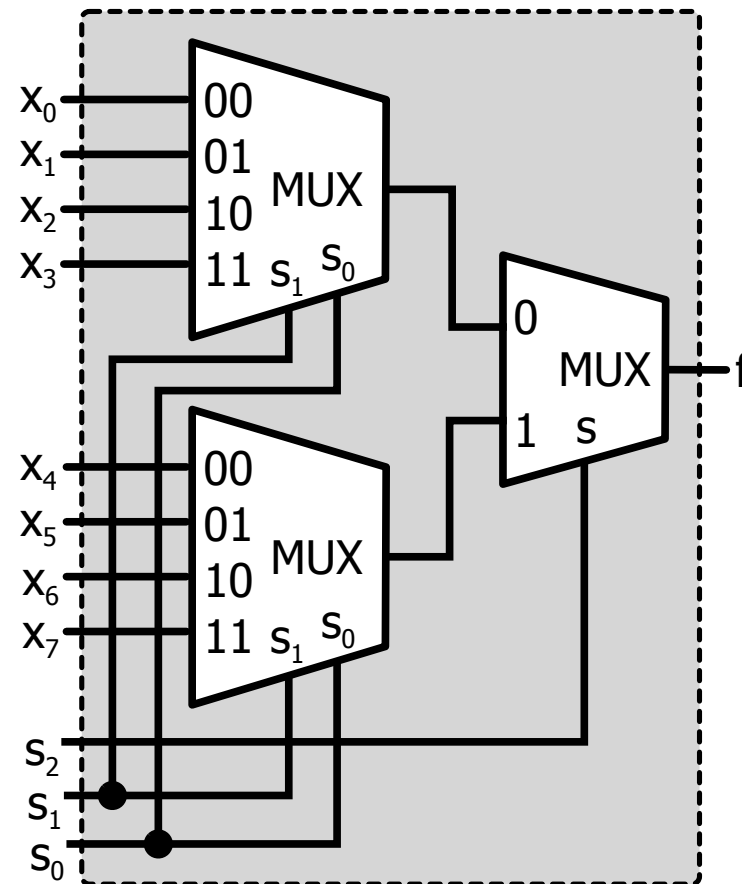 x₀
x₁
x₂
x₃
00
01
10
11
MUX
s₁ s₀
x₄
x₅
x₆
x₇
00
01
10
11
MUX
s₁ s₀
0
1
MUX
s
f
s₂
s₁
s₀